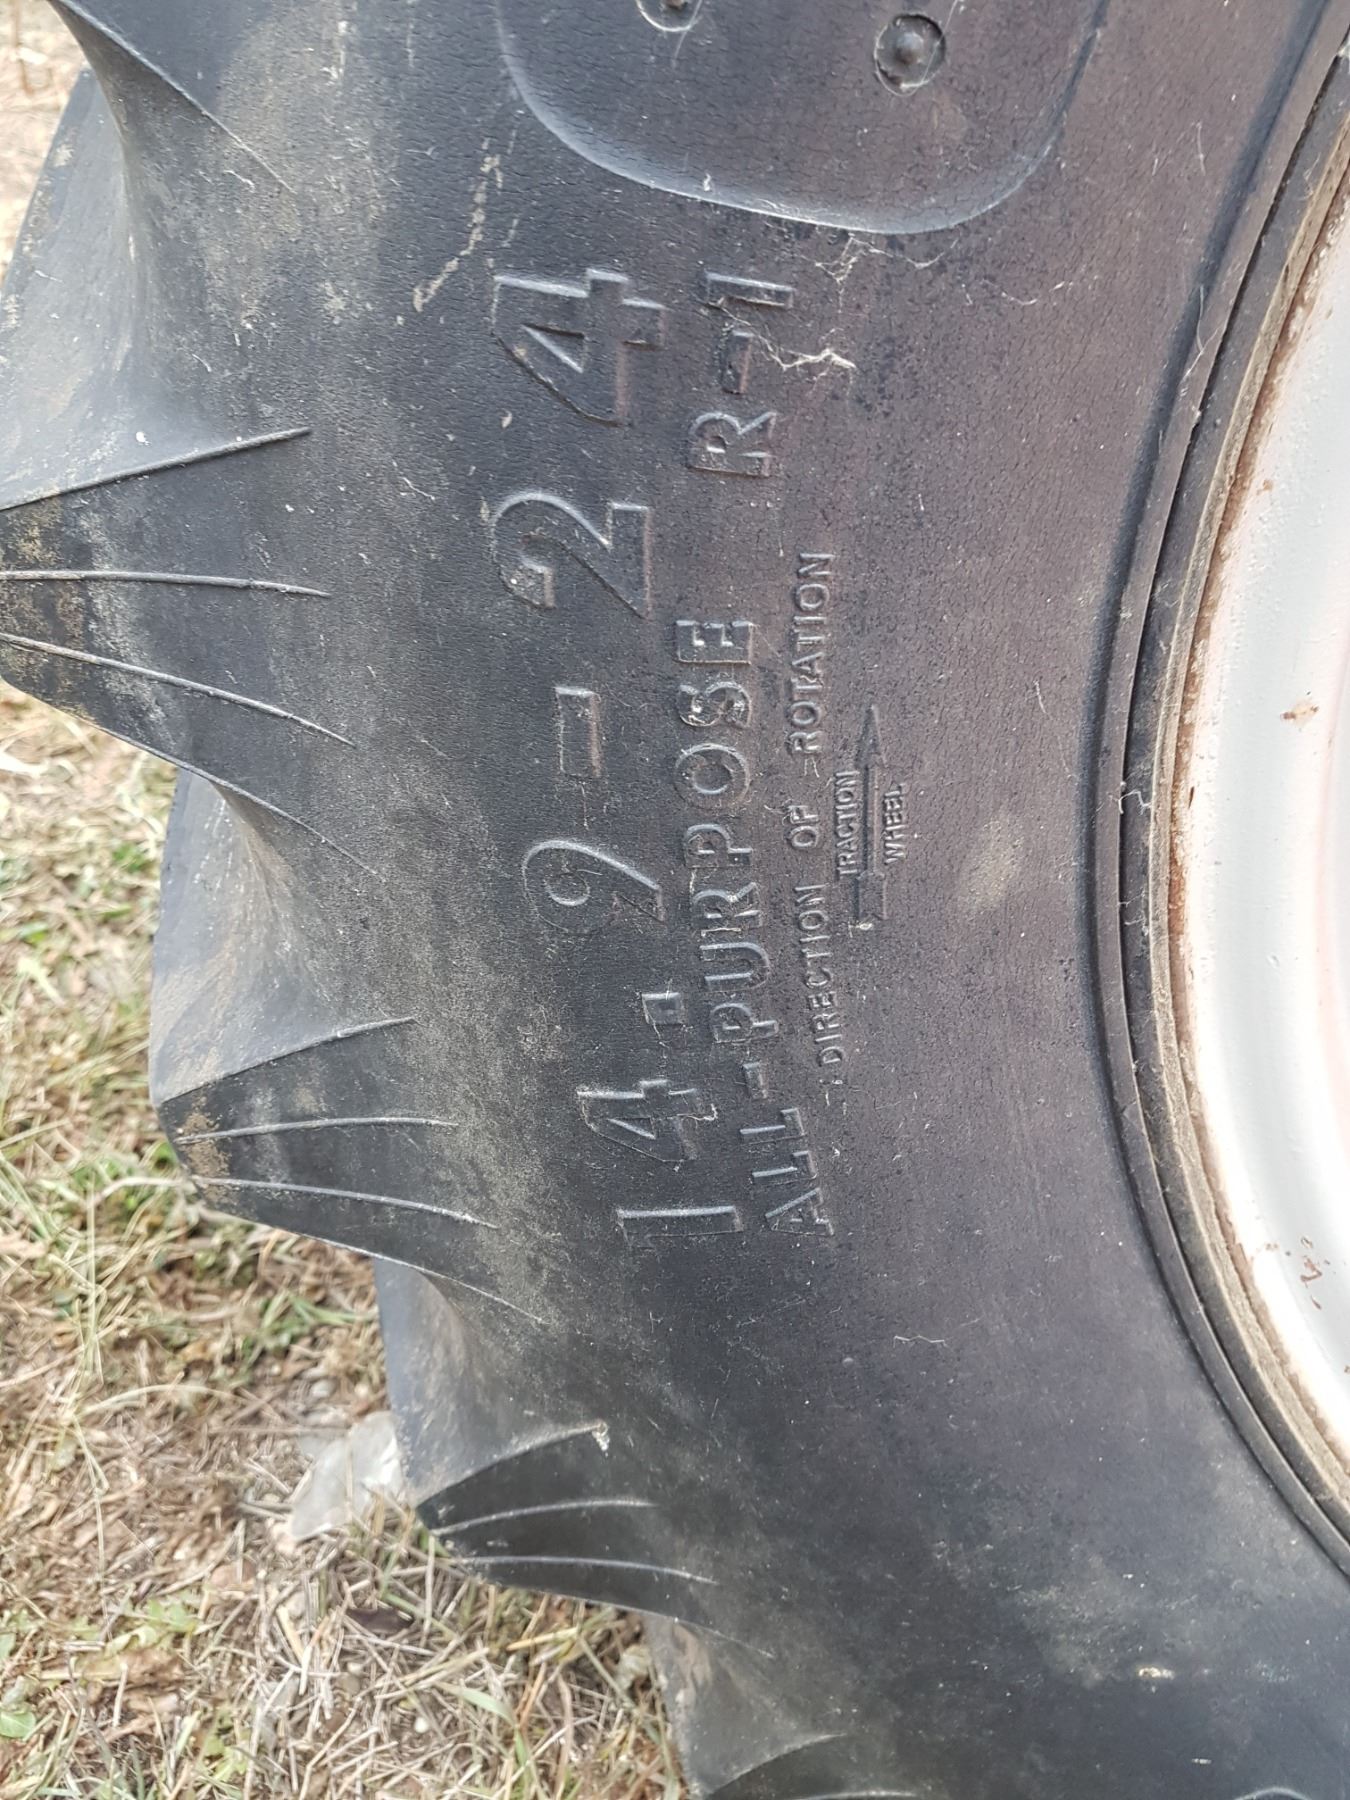 14.9-24
ALL-PURPOSE R-1
DIRECTION OF ROTATION
TRACTION
WHEEL